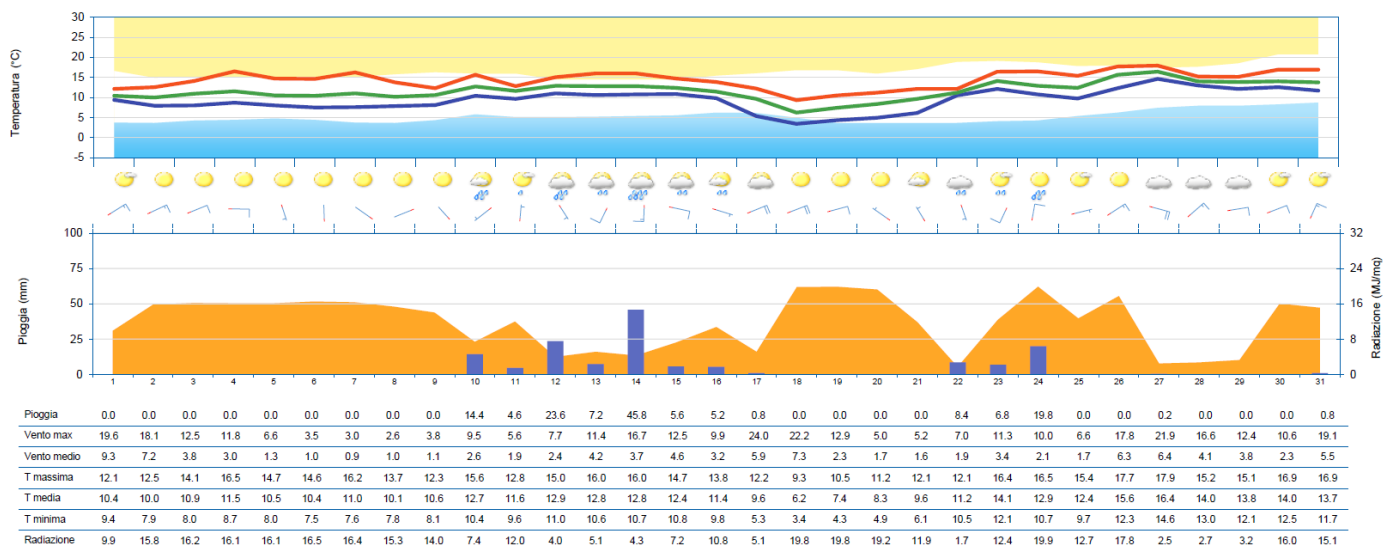 30
25
20
15
10
5
0
-5
Temperatura (°C)
100 32
75 24
50 16
25 8
0 0
Pioggia (mm)
Radiazione (MJ/mq)
1 2 3 4 5 6 7 8 9 10 11 12 13 14 15 16 17 18 19 20 21 22 23 24 25 26 27 28 29 30 31
Pioggia 0.0 0.0 0.0 0.0 0.0 0.0 0.0 0.0 0.0 14.4 4.6 23.6 7.2 45.8 5.6 5.2 0.8 0.0 0.0 0.0 0.0 8.4 6.8 19.8 0.0 0.0 0.2 0.0 0.0 0.0 0.8
Vento max 19.6 18.1 12.5 11.8 6.6 3.5 3.0 2.6 3.8 9.5 5.6 7.7 11.4 16.7 12.5 9.9 24.0 22.2 12.9 5.0 5.2 7.0 11.3 10.0 6.6 17.8 21.9 16.6 12.4 10.6 19.1
Vento medio 9.3 7.2 3.8 3.0 1.3 1.0 0.9 1.0 1.1 2.6 1.9 2.4 4.2 3.7 4.6 3.2 5.9 7.3 2.3 1.7 1.6 1.9 3.4 2.1 1.7 6.3 6.4 4.1 3.8 2.3 5.5
T massima 12.1 12.5 14.1 16.5 14.7 14.6 16.2 13.7 12.3 15.6 12.8 15.0 16.0 16.0 14.7 13.8 12.2 9.3 10.5 11.2 12.1 12.1 16.4 16.5 15.4 17.7 17.9 15.2 15.1 16.9 16.9
T media 10.4 10.0 10.9 11.5 10.5 10.4 11.0 10.1 10.6 12.7 11.6 12.9 12.8 12.8 12.4 11.4 9.6 6.2 7.4 8.3 9.6 11.2 14.1 12.9 12.4 15.6 16.4 14.0 13.8 14.0 13.7
T minima 9.4 7.9 8.0 8.7 8.0 7.5 7.6 7.8 8.1 10.4 9.6 11.0 10.6 10.7 10.8 9.8 5.3 3.4 4.3 4.9 6.1 10.5 12.1 10.7 9.7 12.3 14.6 13.0 12.1 12.5 11.7
Radiazione 9.9 15.8 16.2 16.1 16.1 16.5 16.4 15.3 14.0 7.4 12.0 4.0 5.1 4.3 7.2 10.8 5.1 19.8 19.8 19.2 11.9 1.7 12.4 19.9 12.7 17.8 2.5 2.7 3.2 16.0 15.1